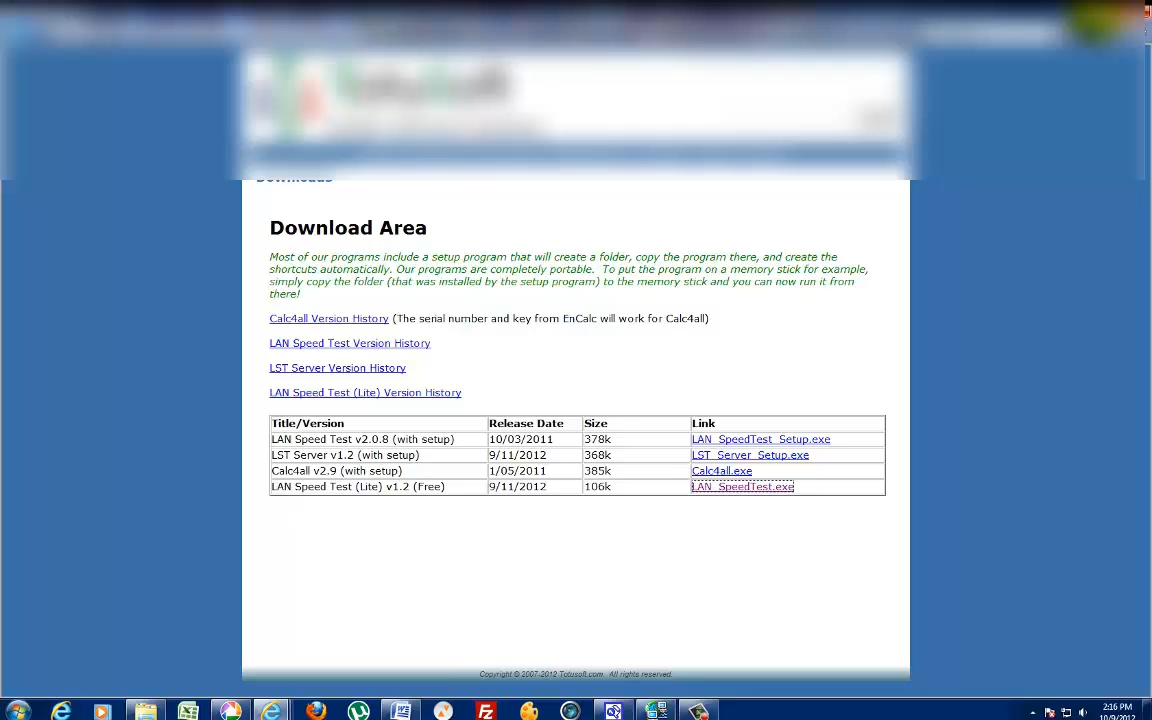 Downloads
Download Area
Most of our programs include a setup program that will create a folder, copy the program there, and create the
shortcuts automatically. Our programs are completely portable. To put the program on a memory stick for example,
simply copy the folder (that was installed by the setup program) to the memory stick and you can now run it from
there!
Calc4all Version History (The serial number and key from EnCalc will work for Calc4all)
LAN Speed Test Version History
LST Server Version History
LAN Speed Test (Lite) Version History
Title/Version Release Date Size Link
LAN Speed Test v2.0.8 (with setup) 10/03/2011 378k LAN_SpeedTest_Setup.exe
LST Server v1.2 (with setup) 9/11/2012 368k LST_Server_Setup.exe
Calc4all v2.9 (with setup) 1/05/2011 385k Calc4all.exe
LAN Speed Test (Lite) v1.2 (Free) 9/11/2012 106k LAN_SpeedTest.exe
Copyright © 2007-2012 Totusoft.com. All rights reserved.
2:16 PM
10/9/2012